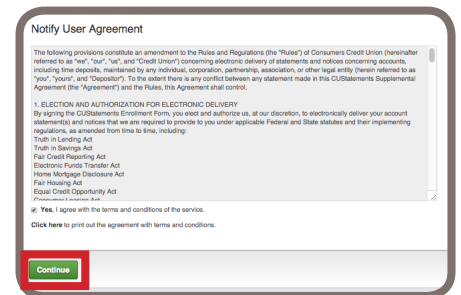 Notify User Agreement
The following provisions constitute an amendment to the Rules and Regulations (the "Rules") of Consumers Credit Union (hereinafter
referred to as "we", "our", "us", and "Credit Union") concerning electronic delivery of statements and notices concerning accounts,
including time deposits, maintained by any individual, corporation, partnership, association, or other legal entity (herein referred to as
"you", "yours", and "Depositor"). To the extent there is any conflict between any statement made in this CUStatements Supplemental
Agreement (the "Agreement") and the Rules, this Agreement shall control.
1. ELECTION AND AUTHORIZATION FOR ELECTRONIC DELIVERY
By signing the CUStatements Enrollment Form, you elect and authorize us, at our discretion, to electronically deliver your account
statement(s) and notices that we are required to provide to you under applicable Federal and State statutes and their implementing
regulations, as amended from time to time, including:
Truth in Lending Act
Truth in Savings Act
Fair Credit Reporting Act
Electronic Funds Transfer Act
Home Mortgage Disclosure Act
Fair Housing Act
Equal Credit Opportunity Act
Consumer Leasing Act
Yes, I agree with the terms and conditions of the service.
Click here to print out the agreement with terms and conditions.
Continue